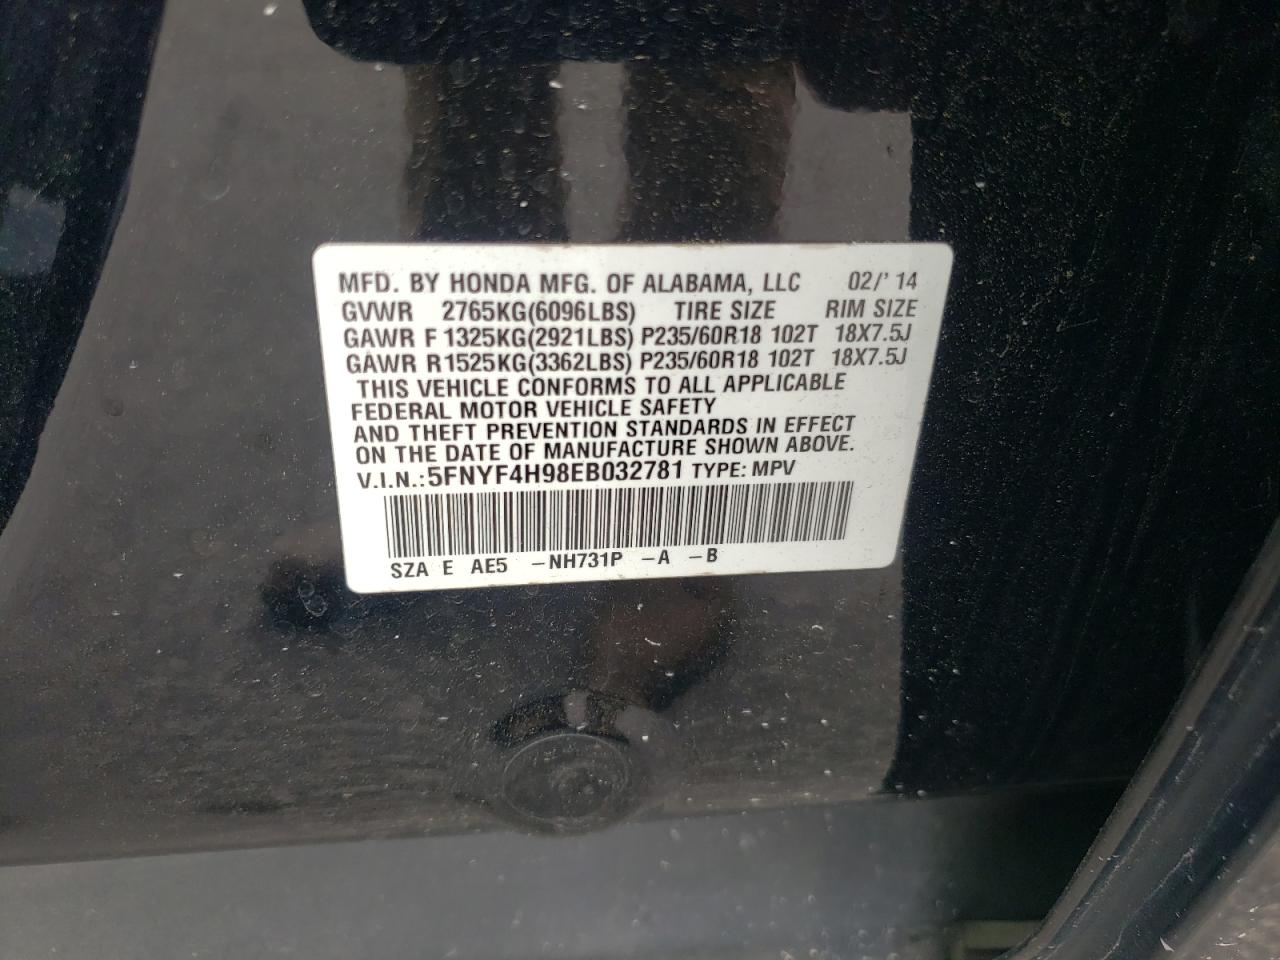 MFD. BY HONDA MFG. OF ALABAMA, LLC 02/' 14
GVWR 2765KG(6096LBS) TIRE SIZE RIM SIZE
GAWR F 1325KG(2921LBS) P235/60R18 102T 18X7.5J
GAWR R1525KG(3362LBS) P235/60R18 102T 18X7.5J
THIS VEHICLE CONFORMS TO ALL APPLICABLE
FEDERAL MOTOR VEHICLE SAFETY
AND THEFT PREVENTION STANDARDS IN EFFECT
ON THE DATE OF MANUFACTURE SHOWN ABOVE.
V.I.N.:5FNYF4H98EB032781 TYPE: MPV
SZA E AE5 -NH731P -A -B